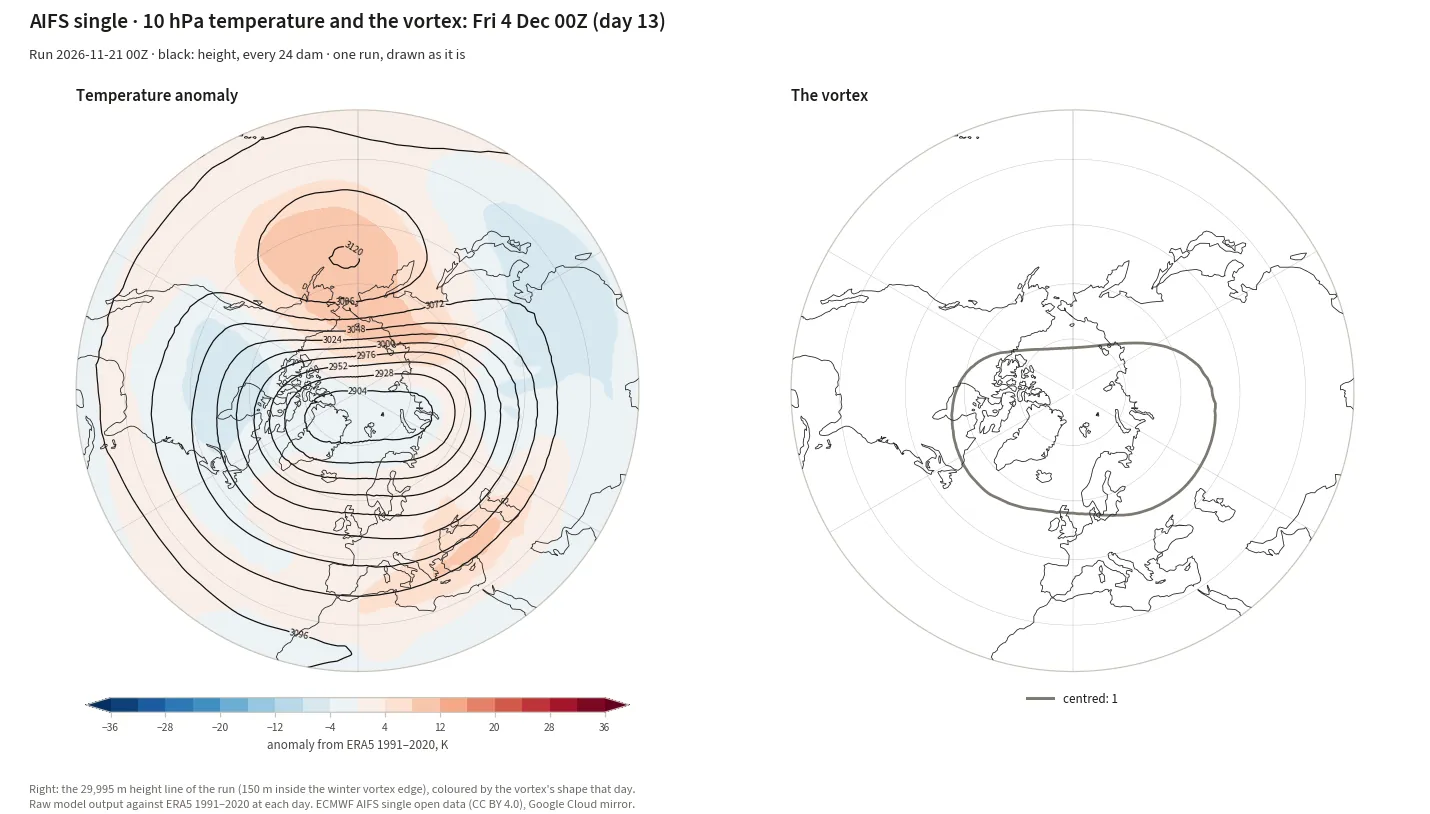 AIFS single · 10 hPa temperature and the vortex: Fri 4 Dec 00Z (day 13)
Run 2026-11-21 00Z · black: height, every 24 dam · one run, drawn as it is
Temperature anomaly
The vortex
3120
3096
3072
3048
3024
3000
2976
2952
2928
2904
3096
centred: 1
−36 −28 −20 −12 −4 4 12 20 28 36
anomaly from ERA5 1991–2020, K
Right: the 29,995 m height line of the run (150 m inside the winter vortex edge), coloured by the vortex's shape that day.
Raw model output against ERA5 1991–2020 at each day. ECMWF AIFS single open data (CC BY 4.0), Google Cloud mirror.